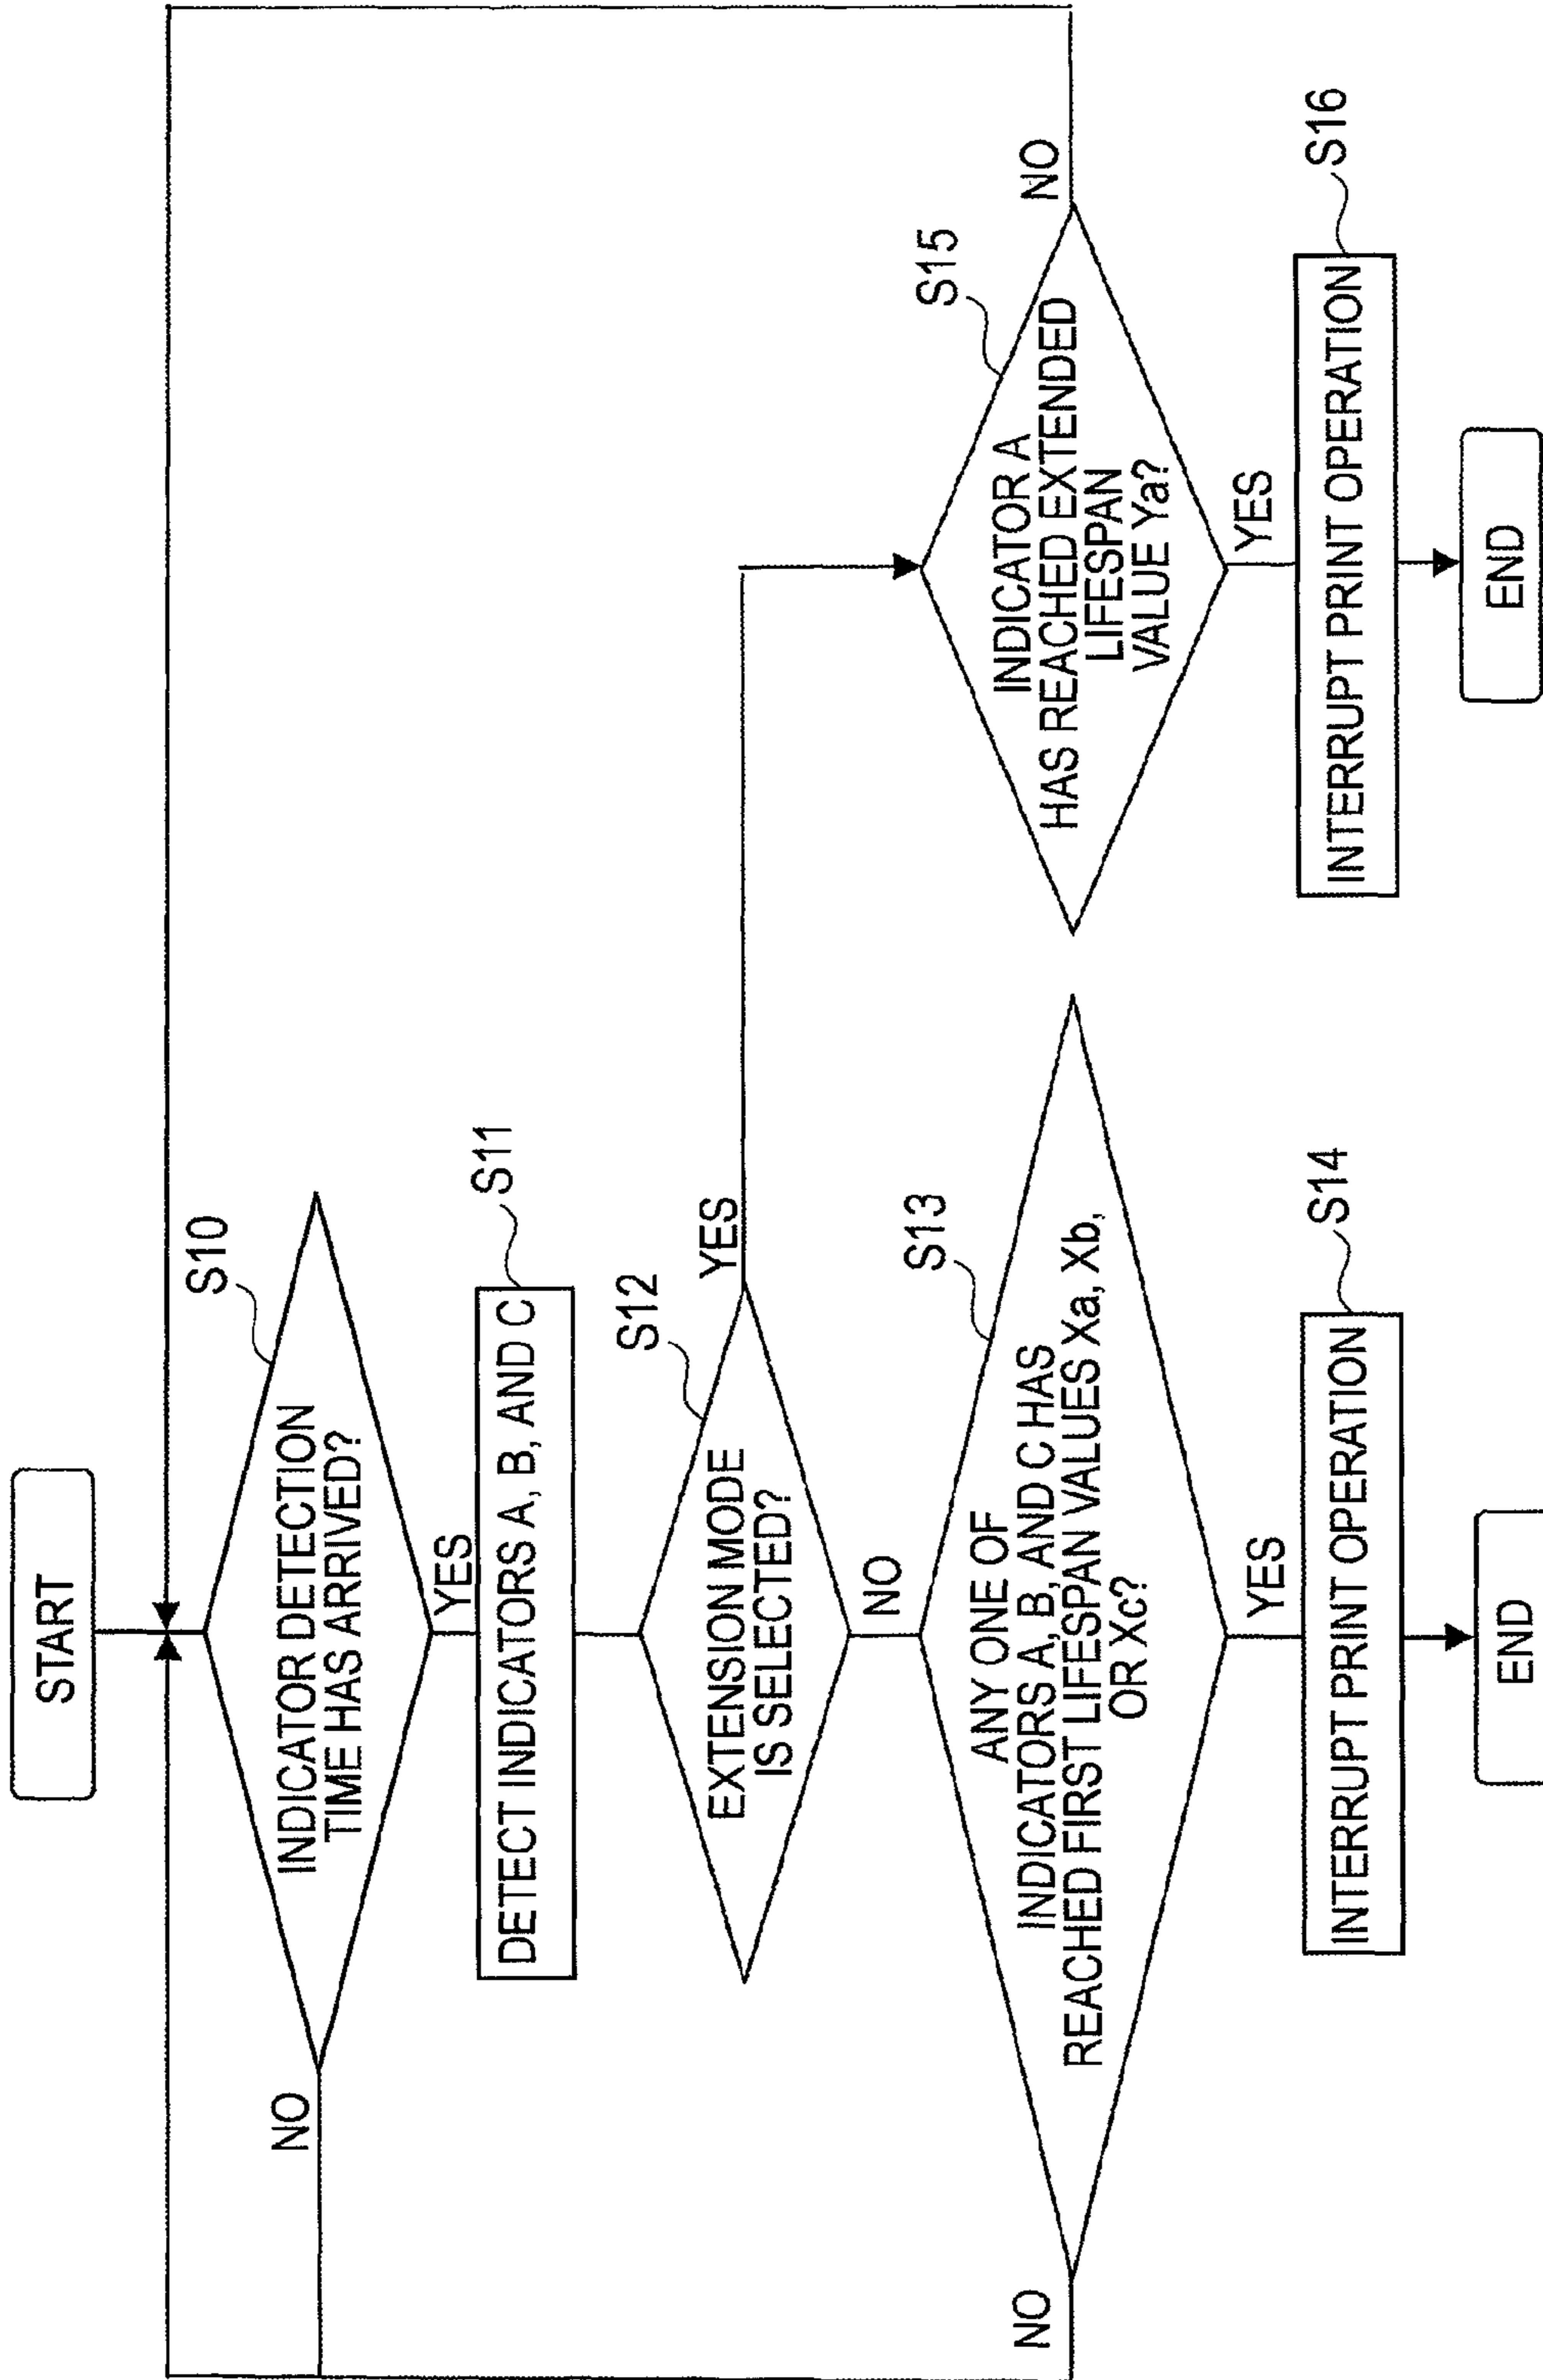 START
S10
INDICATOR DETECTION
TIME HAS ARRIVED?
NO
YES
S11
DETECT INDICATORS A, B, AND C
S12
EXTENSION MODE
IS SELECTED?
YES
NO
S13
ANY ONE OF
INDICATORS A, B, AND C HAS
REACHED FIRST LIFESPAN VALUES Xa, Xb,
OR Xc?
NO
YES
S14
INTERRUPT PRINT OPERATION
END
S15
INDICATOR A
HAS REACHED EXTENDED
LIFESPAN
VALUE Ya?
NO
YES
S16
INTERRUPT PRINT OPERATION
END